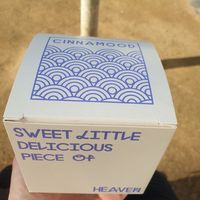 CINNAMOOD
SWEET LITTLE
DELICIOUS
PIECE OF
HEAVEN